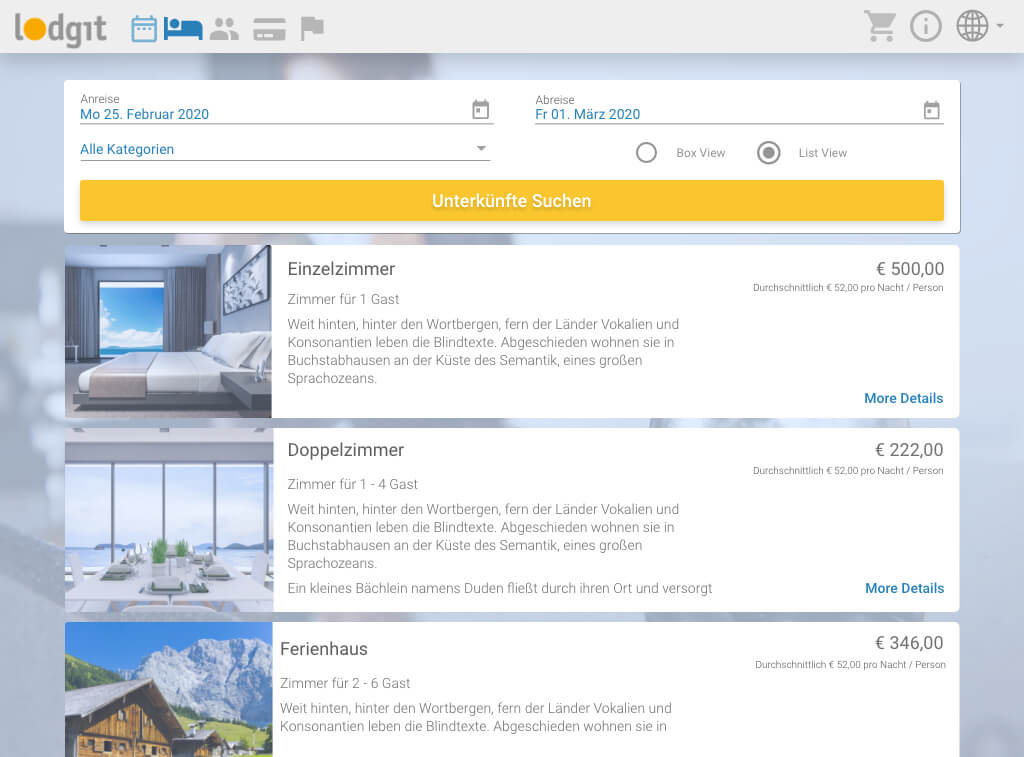 lodgit
Anreise
Mo 25. Februar 2020
Abreise
Fr 01. März 2020
Alle Kategorien
Box View
List View
Unterkünfte Suchen
Einzelzimmer
€ 500,00
Durchschnittlich € 52,00 pro Nacht / Person
Zimmer für 1 Gast
Weit hinten, hinter den Wortbergen, fern der Länder Vokalien und
Konsonantien leben die Blindtexte. Abgeschieden wohnen sie in
Buchstabhausen an der Küste des Semantik, eines großen
Sprachozeans.
More Details
Doppelzimmer
€ 222,00
Durchschnittlich € 52,00 pro Nacht / Person
Zimmer für 1 - 4 Gast
Weit hinten, hinter den Wortbergen, fern der Länder Vokalien und
Konsonantien leben die Blindtexte. Abgeschieden wohnen sie in
Buchstabhausen an der Küste des Semantik, eines großen
Sprachozeans.
Ein kleines Bächlein namens Duden fließt durch ihren Ort und versorgt
More Details
Ferienhaus
€ 346,00
Durchschnittlich € 52,00 pro Nacht / Person
Zimmer für 2 - 6 Gast
Weit hinten, hinter den Wortbergen, fern der Länder Vokalien und
Konsonantien leben die Blindtexte. Abgeschieden wohnen sie in